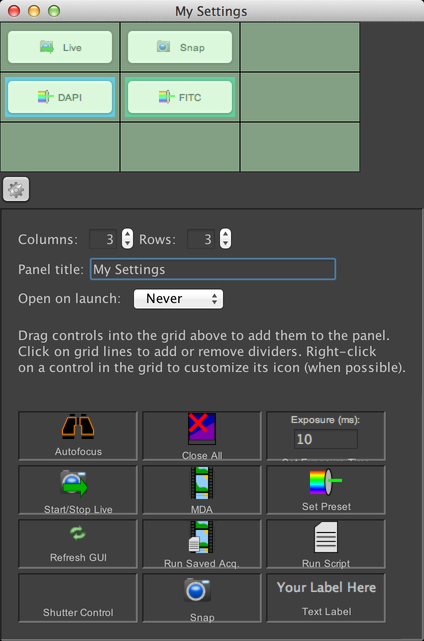 My Settings
Live
Snap
DAPI
FITC
Columns: 3 Rows: 3
Panel title: My Settings
Open on launch: Never
Drag controls into the grid above to add them to the panel.
Click on grid lines to add or remove dividers. Right-click
on a control in the grid to customize its icon (when possible).
Autofocus
Close All
Exposure (ms):
10
Set Exposure Time
Start/Stop Live
MDA
Set Preset
Refresh GUI
Run Saved Acq.
Run Script
Shutter Control
Snap
Your Label Here
Text Label